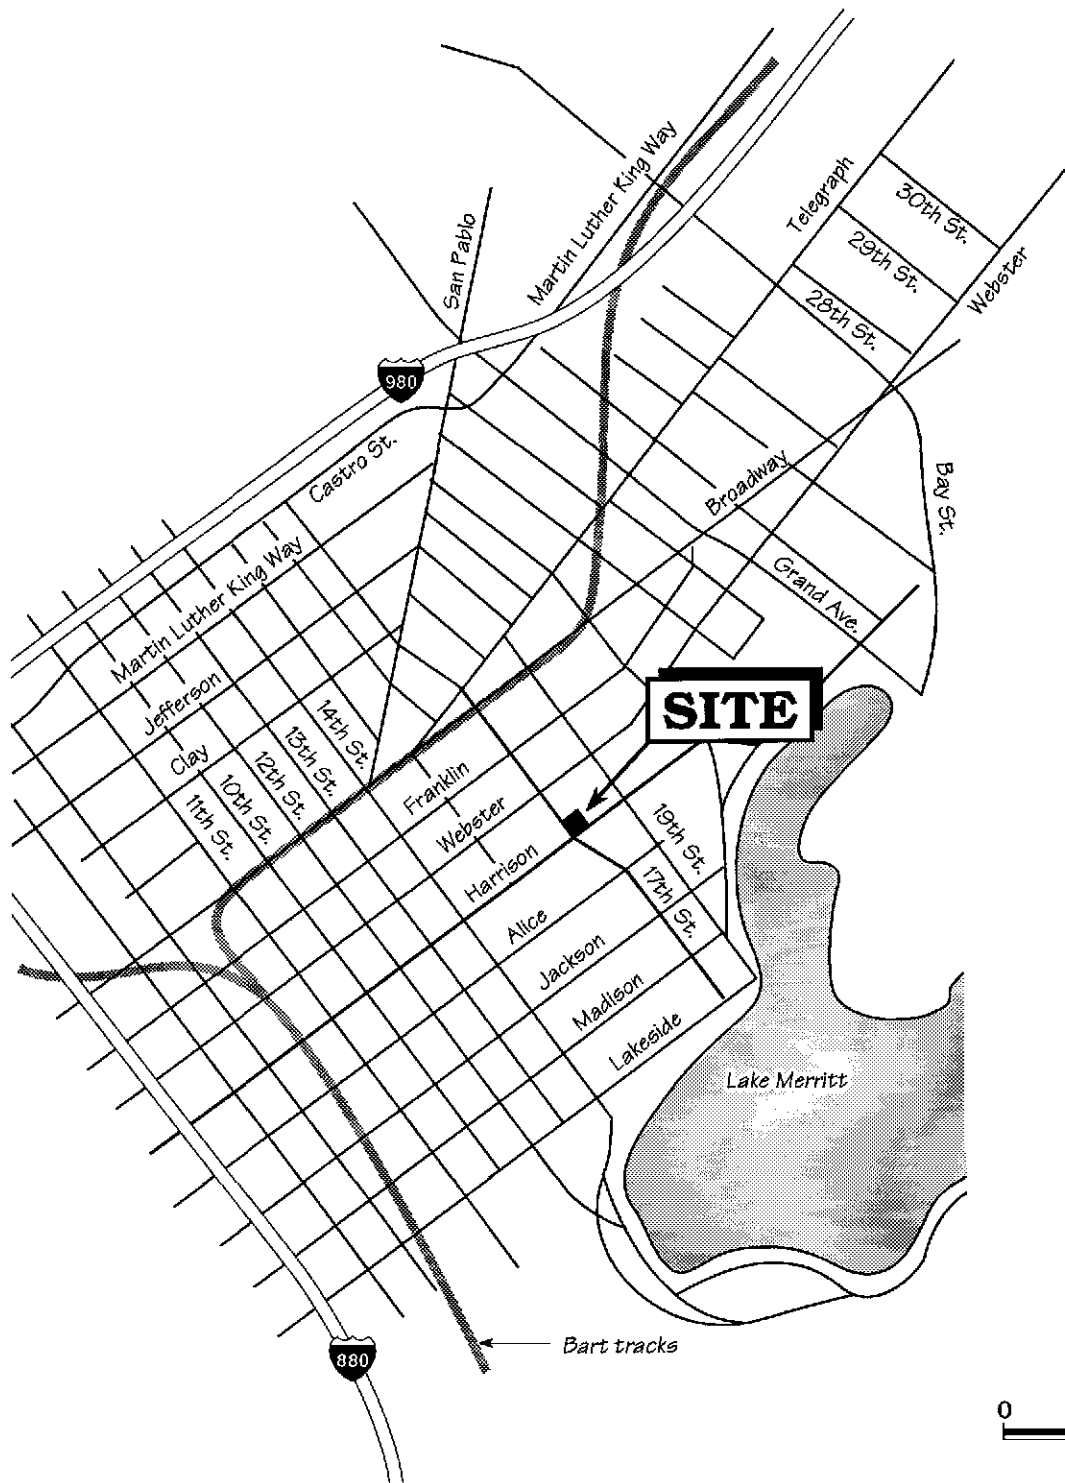 Martin Luther King Way
San Pablo
Telegraph
30th St.
29th St.
28th St.
Webster
980
Castro St.
Broadway
Bay St.
Grand Ave.
Martin Luther King Way
Jefferson
Clay
14th St.
13th St.
12th St.
10th St.
11th St.
SITE
Franklin
Webster
Harrison
Alice
Jackson
Madison
Lakeside
19th St.
17th St.
Lake Merritt
Bart tracks
880
0